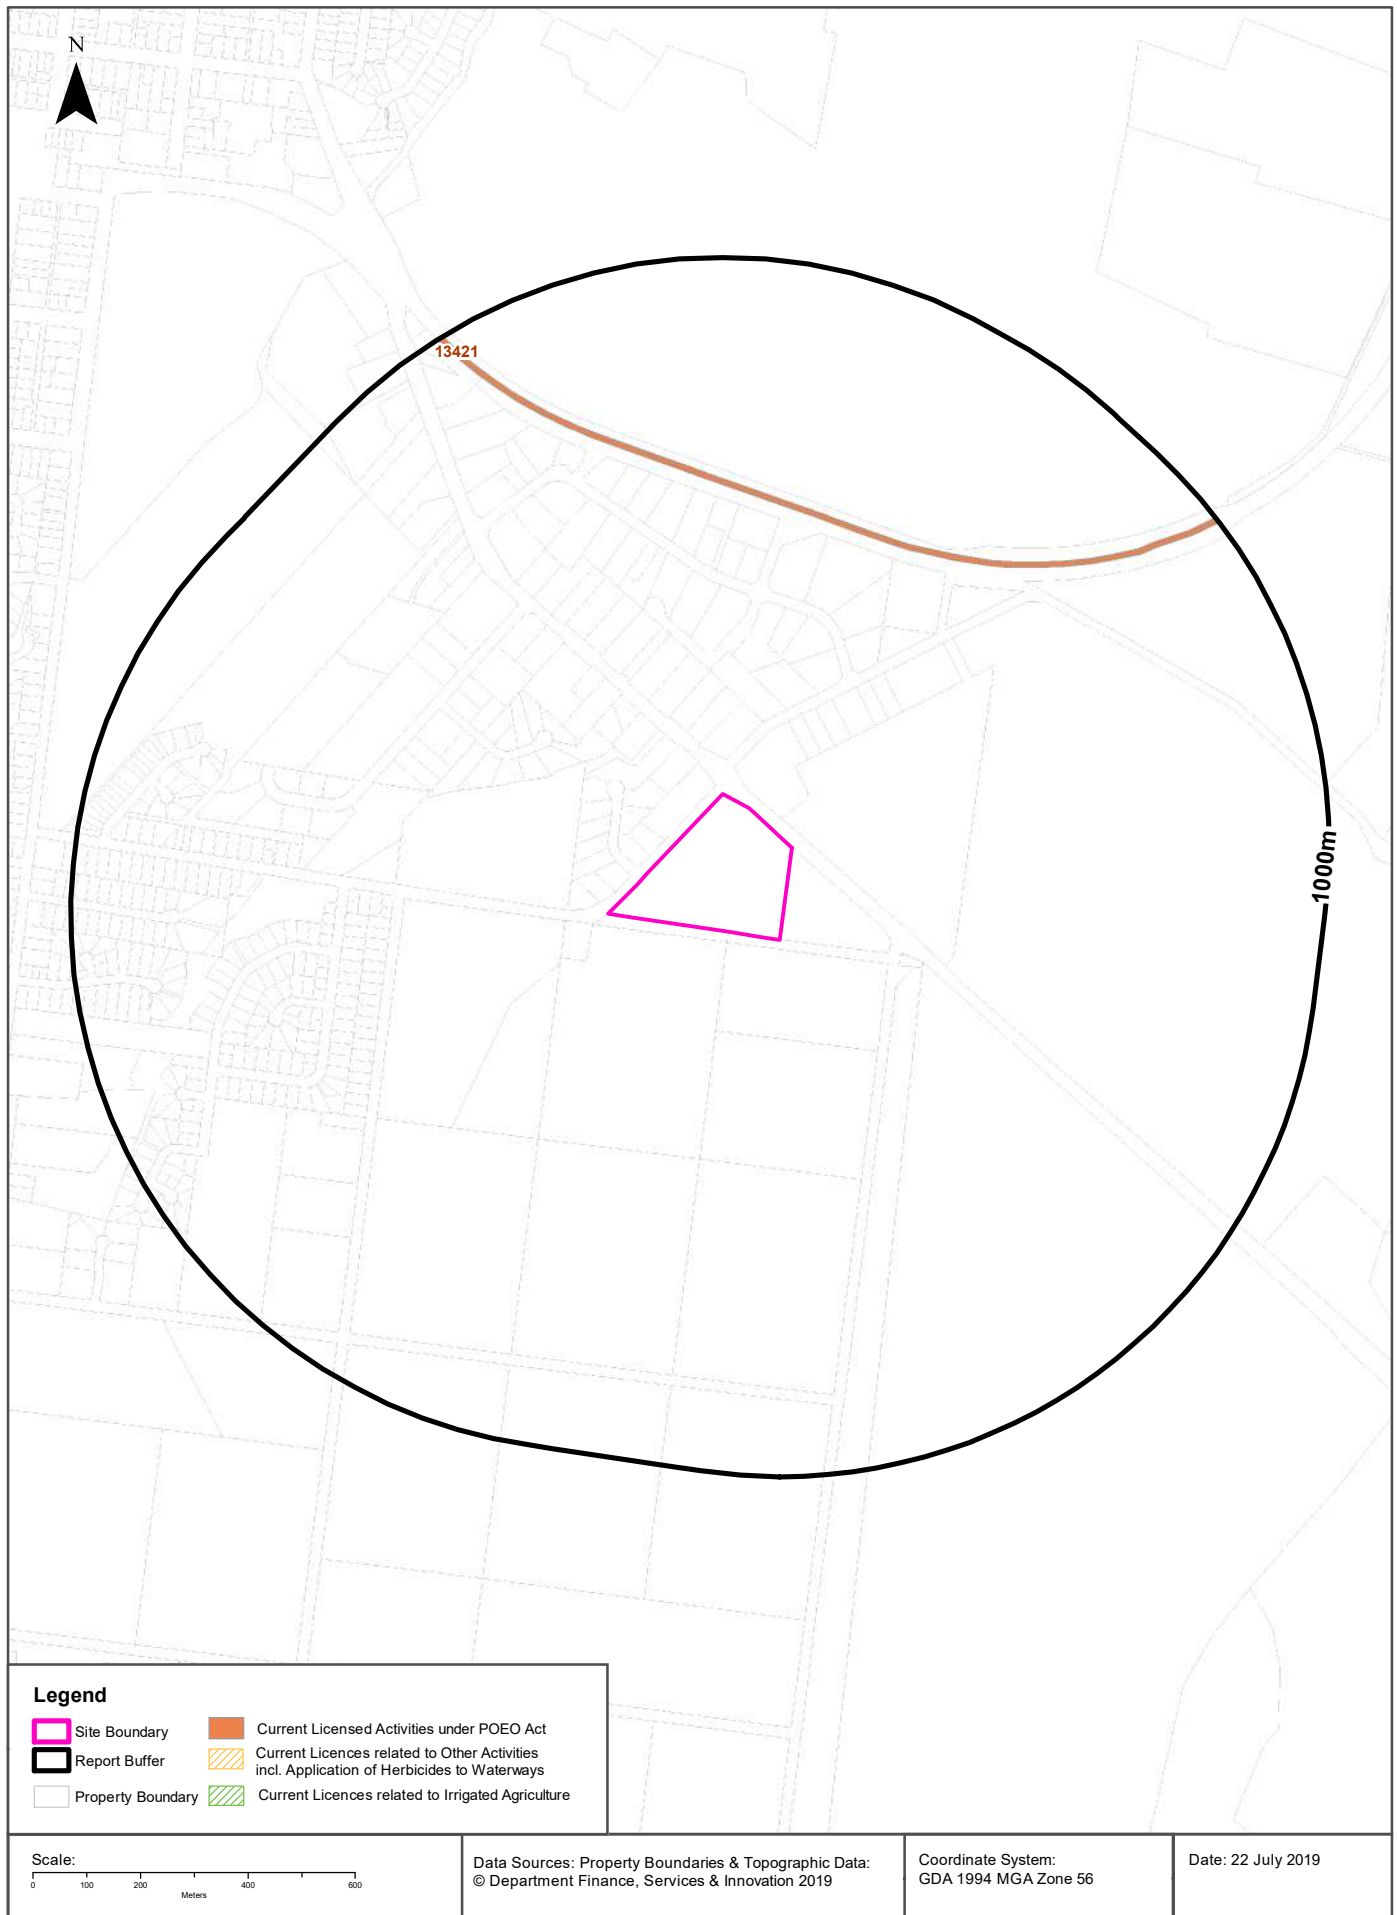 N
13421
1000m
Legend
Site Boundary
Report Buffer
Property Boundary
Current Licensed Activities under POEO Act
Current Licences related to Other Activities
incl. Application of Herbicides to Waterways
Current Licences related to Irrigated Agriculture
Scale:
0 100 200 400 600
Meters
Data Sources: Property Boundaries & Topographic Data:
© Department Finance, Services & Innovation 2019
Coordinate System:
GDA 1994 MGA Zone 56
Date: 22 July 2019